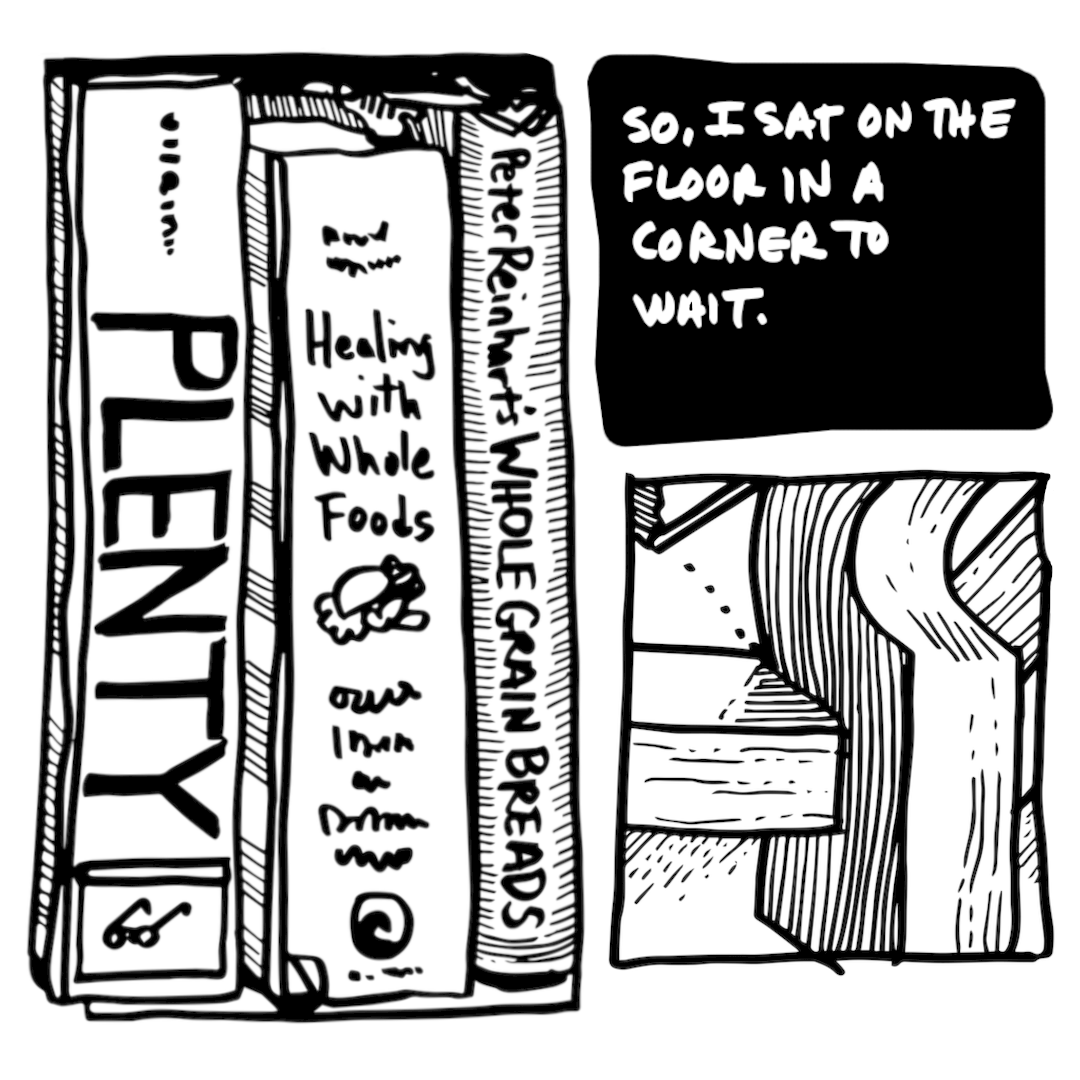 PLENTY
Healing
with
Whole
Foods
Peter Reinhart's WHOLE GRAIN BREADS
SO, I SAT ON THE
FLOOR IN A
CORNER TO
WAIT.